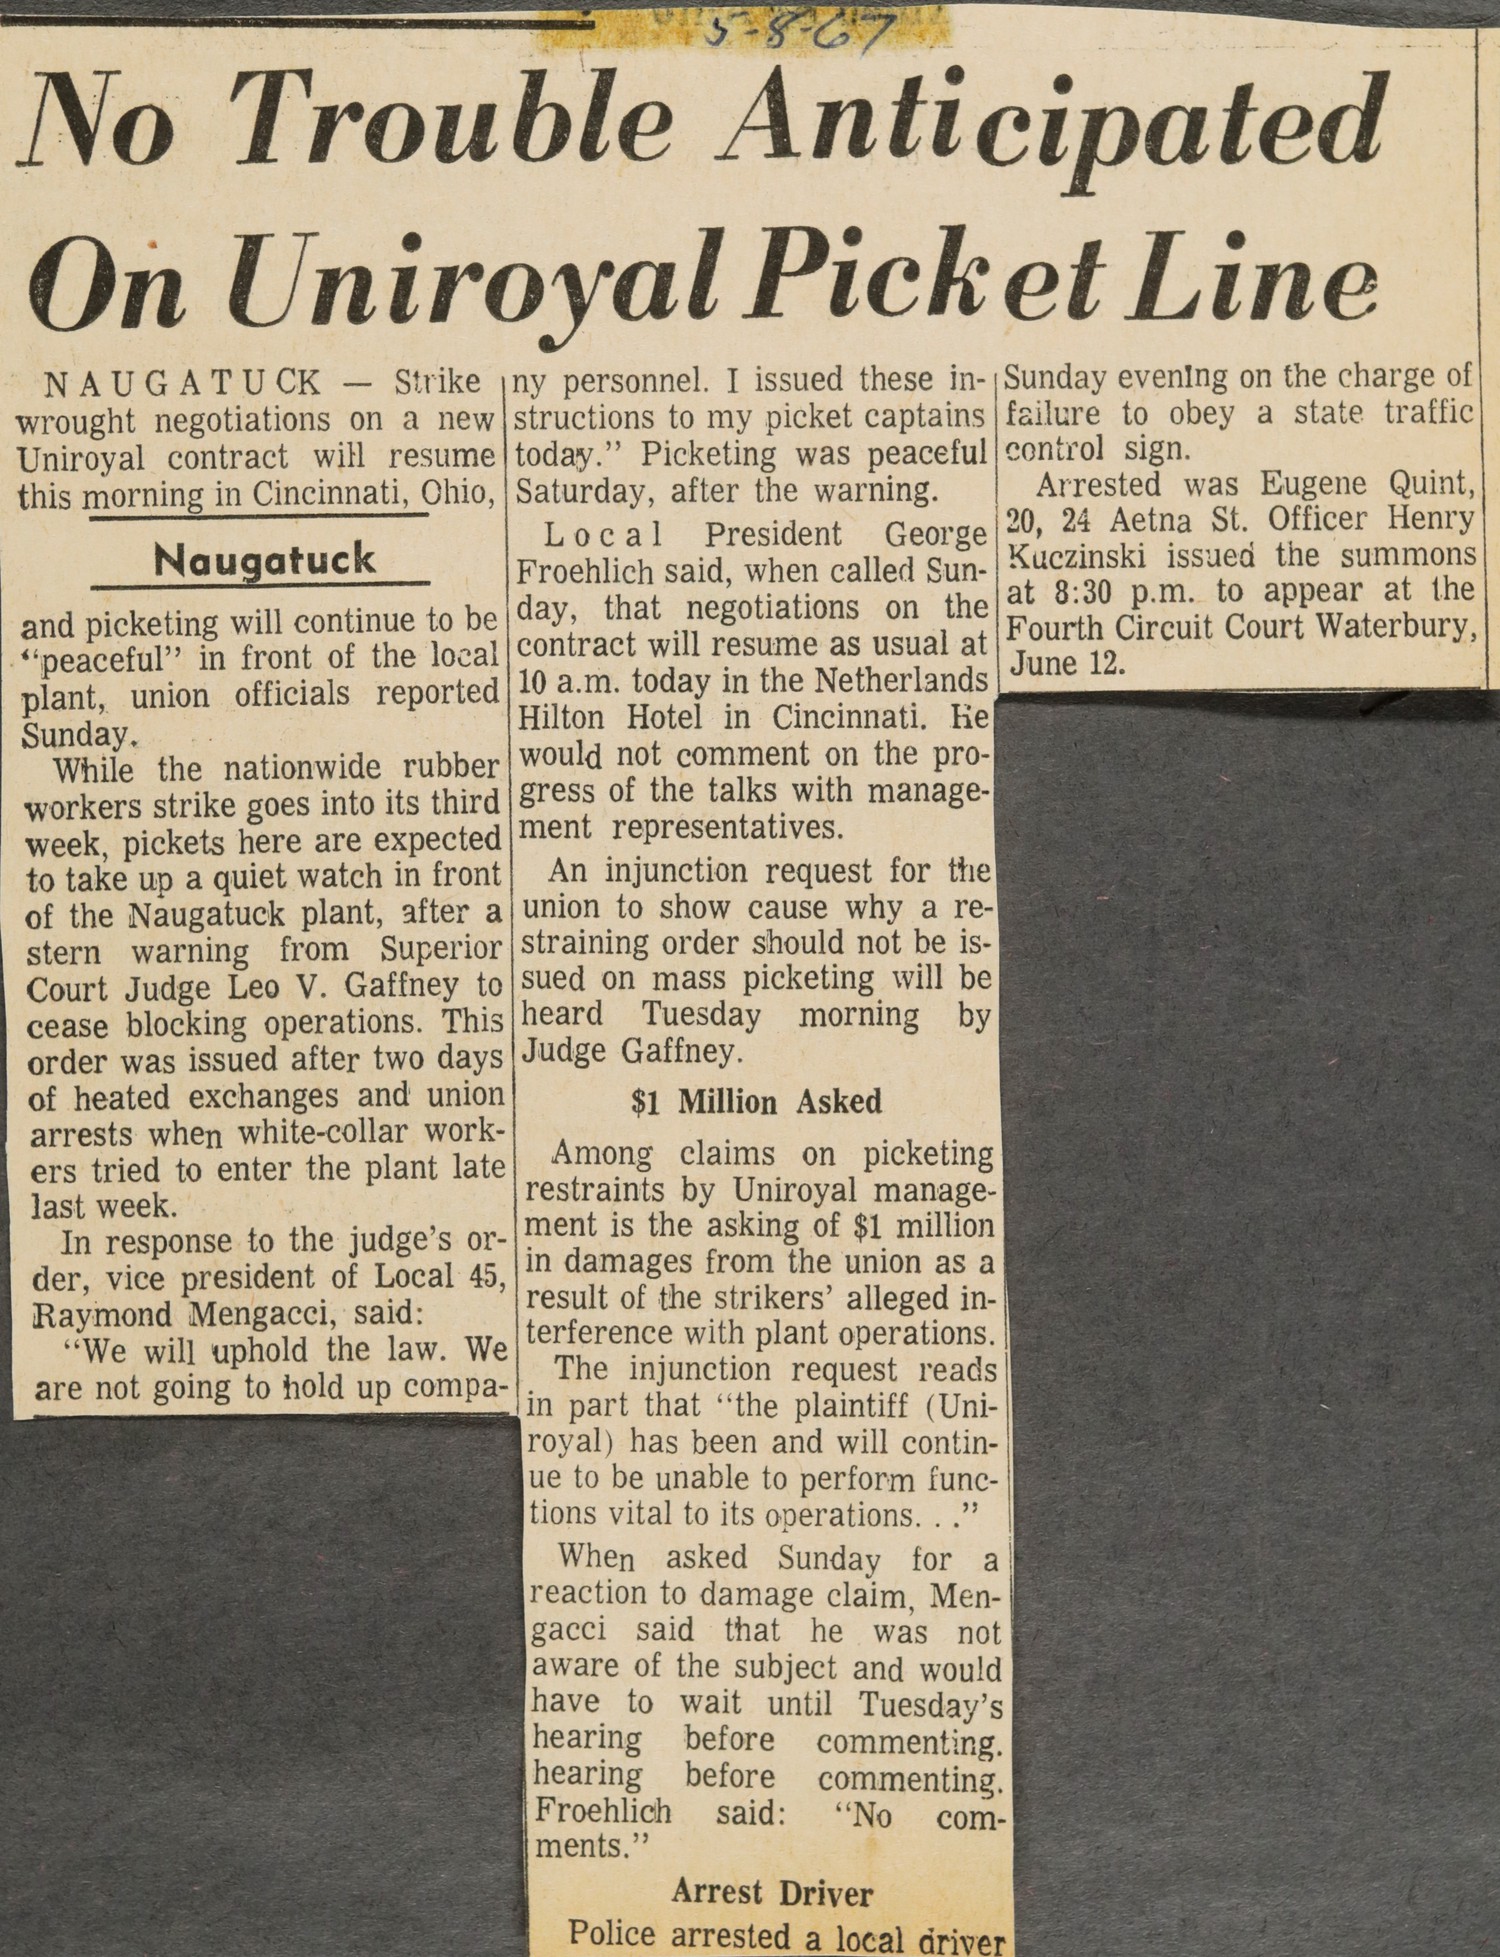 5-8-67
No Trouble Anticipated
On Uniroyal Picket Line
NAUGATUCK — Strike
wrought negotiations on a new
Uniroyal contract will resume
this morning in Cincinnati, Ohio,
Naugatuck
and picketing will continue to be
“peaceful” in front of the local
plant, union officials reported
Sunday.
While the nationwide rubber
workers strike goes into its third
week, pickets here are expected
to take up a quiet watch in front
of the Naugatuck plant, after a
stern warning from Superior
Court Judge Leo V. Gaffney to
cease blocking operations. This
order was issued after two days
of heated exchanges and union
arrests when white-collar work-
ers tried to enter the plant late
last week.
In response to the judge’s or-
der, vice president of Local 45,
Raymond Mengacci, said:
“We will uphold the law. We
are not going to hold up compa-
ny personnel. I issued these in-
structions to my picket captains
today.” Picketing was peaceful
Saturday, after the warning.
Local President George
Froehlich said, when called Sun-
day, that negotiations on the
contract will resume as usual at
10 a.m. today in the Netherlands
Hilton Hotel in Cincinnati. He
would not comment on the pro-
gress of the talks with manage-
ment representatives.
An injunction request for the
union to show cause why a re-
straining order should not be is-
sued on mass picketing will be
heard Tuesday morning by
Judge Gaffney.
$1 Million Asked
Among claims on picketing
restraints by Uniroyal manage-
ment is the asking of $1 million
in damages from the union as a
result of the strikers’ alleged in-
terference with plant operations.
The injunction request reads
in part that “the plaintiff (Uni-
royal) has been and will contin-
ue to be unable to perform func-
tions vital to its operations. . .”
When asked Sunday for a
reaction to damage claim, Men-
gacci said that he was not
aware of the subject and would
have to wait until Tuesday’s
hearing before commenting.
hearing before commenting.
Froehlich said: “No com-
ments.”
Arrest Driver
Police arrested a local driver
Sunday evening on the charge of
failure to obey a state traffic
control sign.
Arrested was Eugene Quint,
20, 24 Aetna St. Officer Henry
Kuczinski issued the summons
at 8:30 p.m. to appear at the
Fourth Circuit Court Waterbury,
June 12.